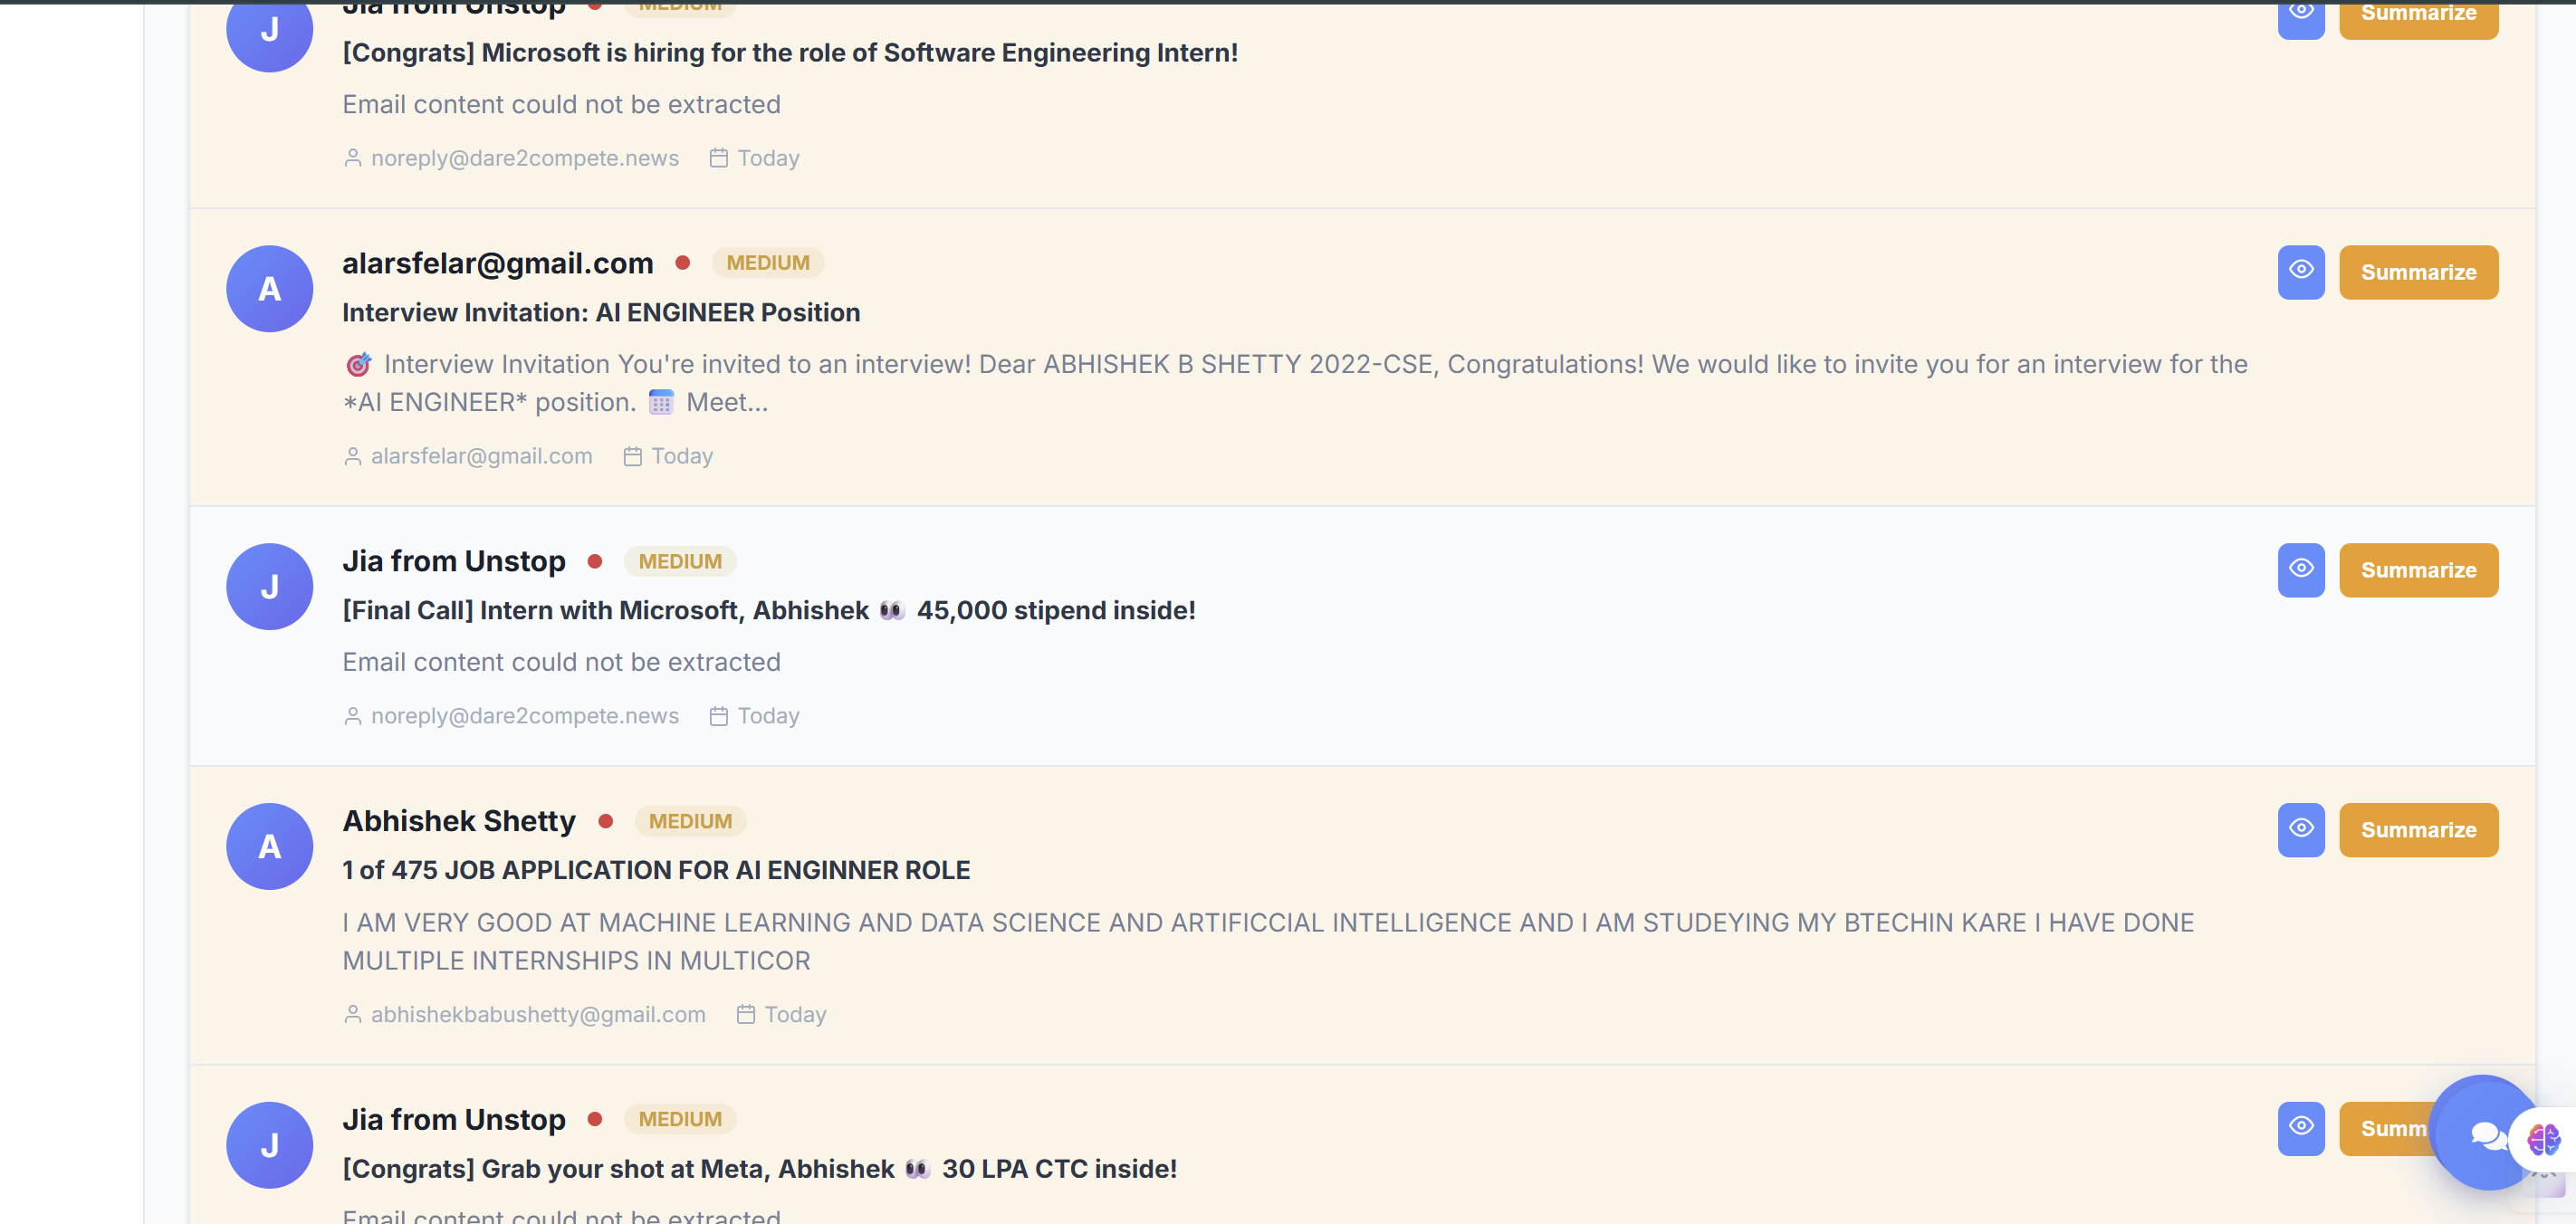 J
Jia from Unstop MEDIUM
Summarize
[Congrats] Microsoft is hiring for the role of Software Engineering Intern!
Email content could not be extracted
noreply@dare2compete.news Today
A
alarsfelar@gmail.com MEDIUM
Summarize
Interview Invitation: AI ENGINEER Position
🎯 Interview Invitation You're invited to an interview! Dear ABHISHEK B SHETTY 2022-CSE, Congratulations! We would like to invite you for an interview for the
*AI ENGINEER* position. 📅 Meet...
alarsfelar@gmail.com Today
J
Jia from Unstop MEDIUM
Summarize
[Final Call] Intern with Microsoft, Abhishek 👀 45,000 stipend inside!
Email content could not be extracted
noreply@dare2compete.news Today
A
Abhishek Shetty MEDIUM
Summarize
1 of 475 JOB APPLICATION FOR AI ENGINNER ROLE
I AM VERY GOOD AT MACHINE LEARNING AND DATA SCIENCE AND ARTIFICCIAL INTELLIGENCE AND I AM STUDEYING MY BTECHIN KARE I HAVE DONE
MULTIPLE INTERNSHIPS IN MULTICOR
abhishekbabushetty@gmail.com Today
J
Jia from Unstop MEDIUM
Summ
[Congrats] Grab your shot at Meta, Abhishek 👀 30 LPA CTC inside!
Email content could not be extracted